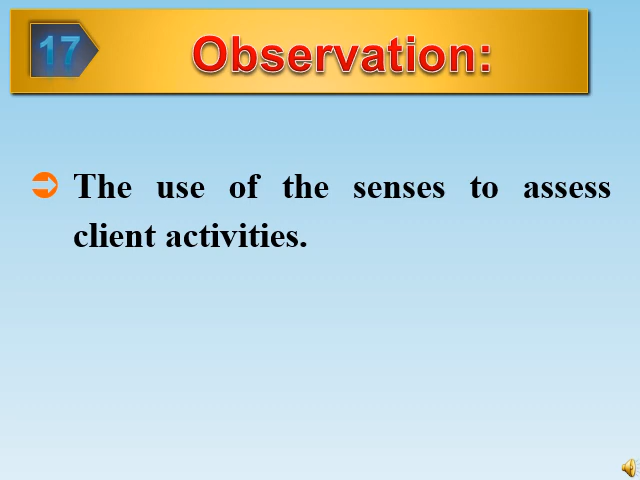 17
Observation:
The use of the senses to assess
client activities.